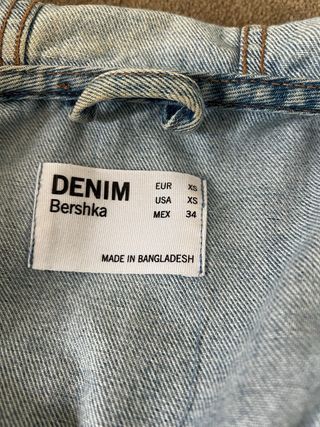 DENIM
Bershka
EUR XS
USA XS
MEX 34
MADE IN BANGLADESH